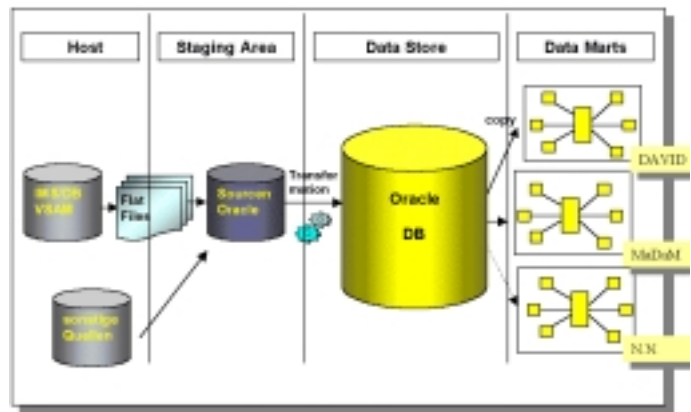 Host
Staging Area
Data Store
Data Marts
copy
DAVID
IMS/DB
VSAM
Flat
Files
Sourcen
Oracle
Transfor
mation
Oracle
DB
MaDaM
sonstige
Quellen
N.N